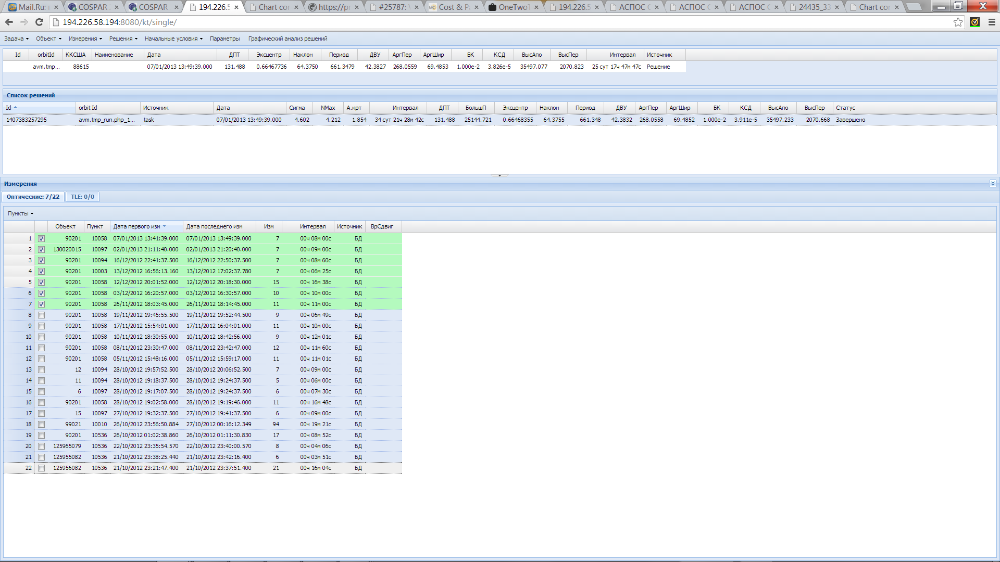 Mail.Ru: COSPAR COSPAR 194.226.5 Chart cor https://p #25787: Cost & Pa OneTwoT 194.226.5 АСПОС АСПОС АСПОС 24435_33 Chart cor
194.226.58.194:8080/kt/single/
Задача Объект Измерения Решения Начальные условия Параметры Графический анализ решений
Id orbitId ККСША Наименование Дата ДПТ Эксцентр Наклон Период ДВУ АргПер АргШир БК КСД ВысАпо ВысПер Интервал Источник
avm.tmp... 88615 07/01/2013 13:49:39.000 131.488 0.66467736 64.3750 661.3479 42.3827 268.0559 69.4853 1.000e-2 3.826e-5 35497.077 2070.823 25 сут 17ч 47м 47с Решение
Список решений
Id orbit Id Источник Дата Сигма NMax А.крт Интервал ДПТ БольшП Эксцентр Наклон Период ДВУ АргПер АргШир БК КСД ВысАпо ВысПер Статус
1407383257295 avm.tmp_run.php_1... task 07/01/2013 13:49:39.000 4.602 4.212 1.854 34 сут 21ч 28м 42с 131.488 25144.721 0.66468355 64.3755 661.348 42.3832 268.0558 69.4852 1.000e-2 3.911e-5 35497.233 2070.668 Завершено
Измерения
Оптические: 7/22 TLE: 0/0
Пункты
Объект Пункт Дата первого изм Дата последнего изм Изм Интервал Источник ВрСдвиг
1 90201 10058 07/01/2013 13:41:39.000 07/01/2013 13:49:39.000 7 00ч 08м 00с БД
2 130020015 10097 02/01/2013 21:11:40.000 02/01/2013 21:20:40.000 7 00ч 09м 00с БД
3 90201 10094 16/12/2012 22:41:37.500 16/12/2012 22:50:37.500 7 00ч 08м 60с БД
4 90201 10003 13/12/2012 16:56:13.160 13/12/2012 17:02:37.780 7 00ч 06м 25с БД
5 90201 10058 12/12/2012 20:01:52.000 12/12/2012 20:18:30.000 15 00ч 16м 38с БД
6 90201 10058 03/12/2012 16:20:57.000 03/12/2012 16:30:57.000 10 00ч 10м 00с БД
7 90201 10058 26/11/2012 18:03:45.000 26/11/2012 18:14:45.000 11 00ч 11м 00с БД
8 90201 10058 19/11/2012 19:45:55.500 19/11/2012 19:52:44.500 9 00ч 06м 49с БД
9 90201 10058 17/11/2012 15:54:01.000 17/11/2012 16:04:01.000 11 00ч 10м 00с БД
10 90201 10058 10/11/2012 18:30:55.000 10/11/2012 18:42:56.000 9 00ч 12м 01с БД
11 90201 10058 08/11/2012 23:30:47.000 08/11/2012 23:42:47.000 12 00ч 11м 60с БД
12 90201 10058 05/11/2012 15:48:16.000 05/11/2012 15:59:17.000 11 00ч 11м 01с БД
13 12 10094 28/10/2012 19:57:52.500 28/10/2012 20:06:52.500 7 00ч 09м 00с БД
14 11 10094 28/10/2012 19:18:37.500 28/10/2012 19:24:37.500 5 00ч 06м 00с БД
15 6 10097 28/10/2012 19:17:07.500 28/10/2012 19:24:37.500 6 00ч 07м 30с БД
16 90201 10058 28/10/2012 19:02:58.000 28/10/2012 19:19:46.000 11 00ч 16м 48с БД
17 15 10097 27/10/2012 19:32:37.500 27/10/2012 19:41:37.500 6 00ч 09м 00с БД
18 99021 10010 26/10/2012 23:56:50.884 27/10/2012 00:16:12.349 94 00ч 19м 21с БД
19 90201 10536 26/10/2012 01:02:38.860 26/10/2012 01:11:30.830 17 00ч 08м 52с БД
20 125965079 10536 22/10/2012 23:35:54.570 22/10/2012 23:40:00.570 8 00ч 04м 06с БД
21 125955082 10536 21/10/2012 23:38:25.440 21/10/2012 23:42:16.400 6 00ч 03м 51с БД
22 125956082 10536 21/10/2012 23:21:47.400 21/10/2012 23:37:51.400 21 00ч 16м 04с БД